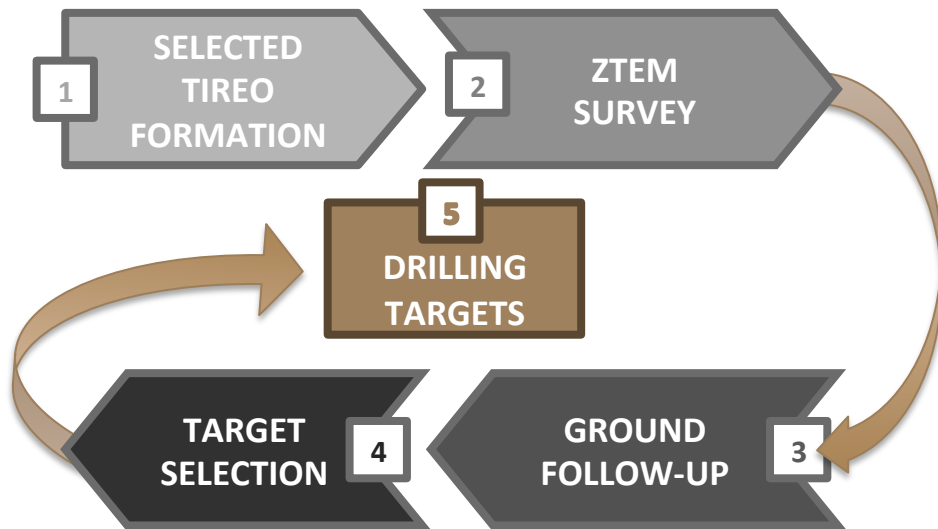 1
SELECTED
TIREO
FORMATION
2
ZTEM
SURVEY
3
GROUND
FOLLOW-UP
4
TARGET
SELECTION
5
DRILLING
TARGETS